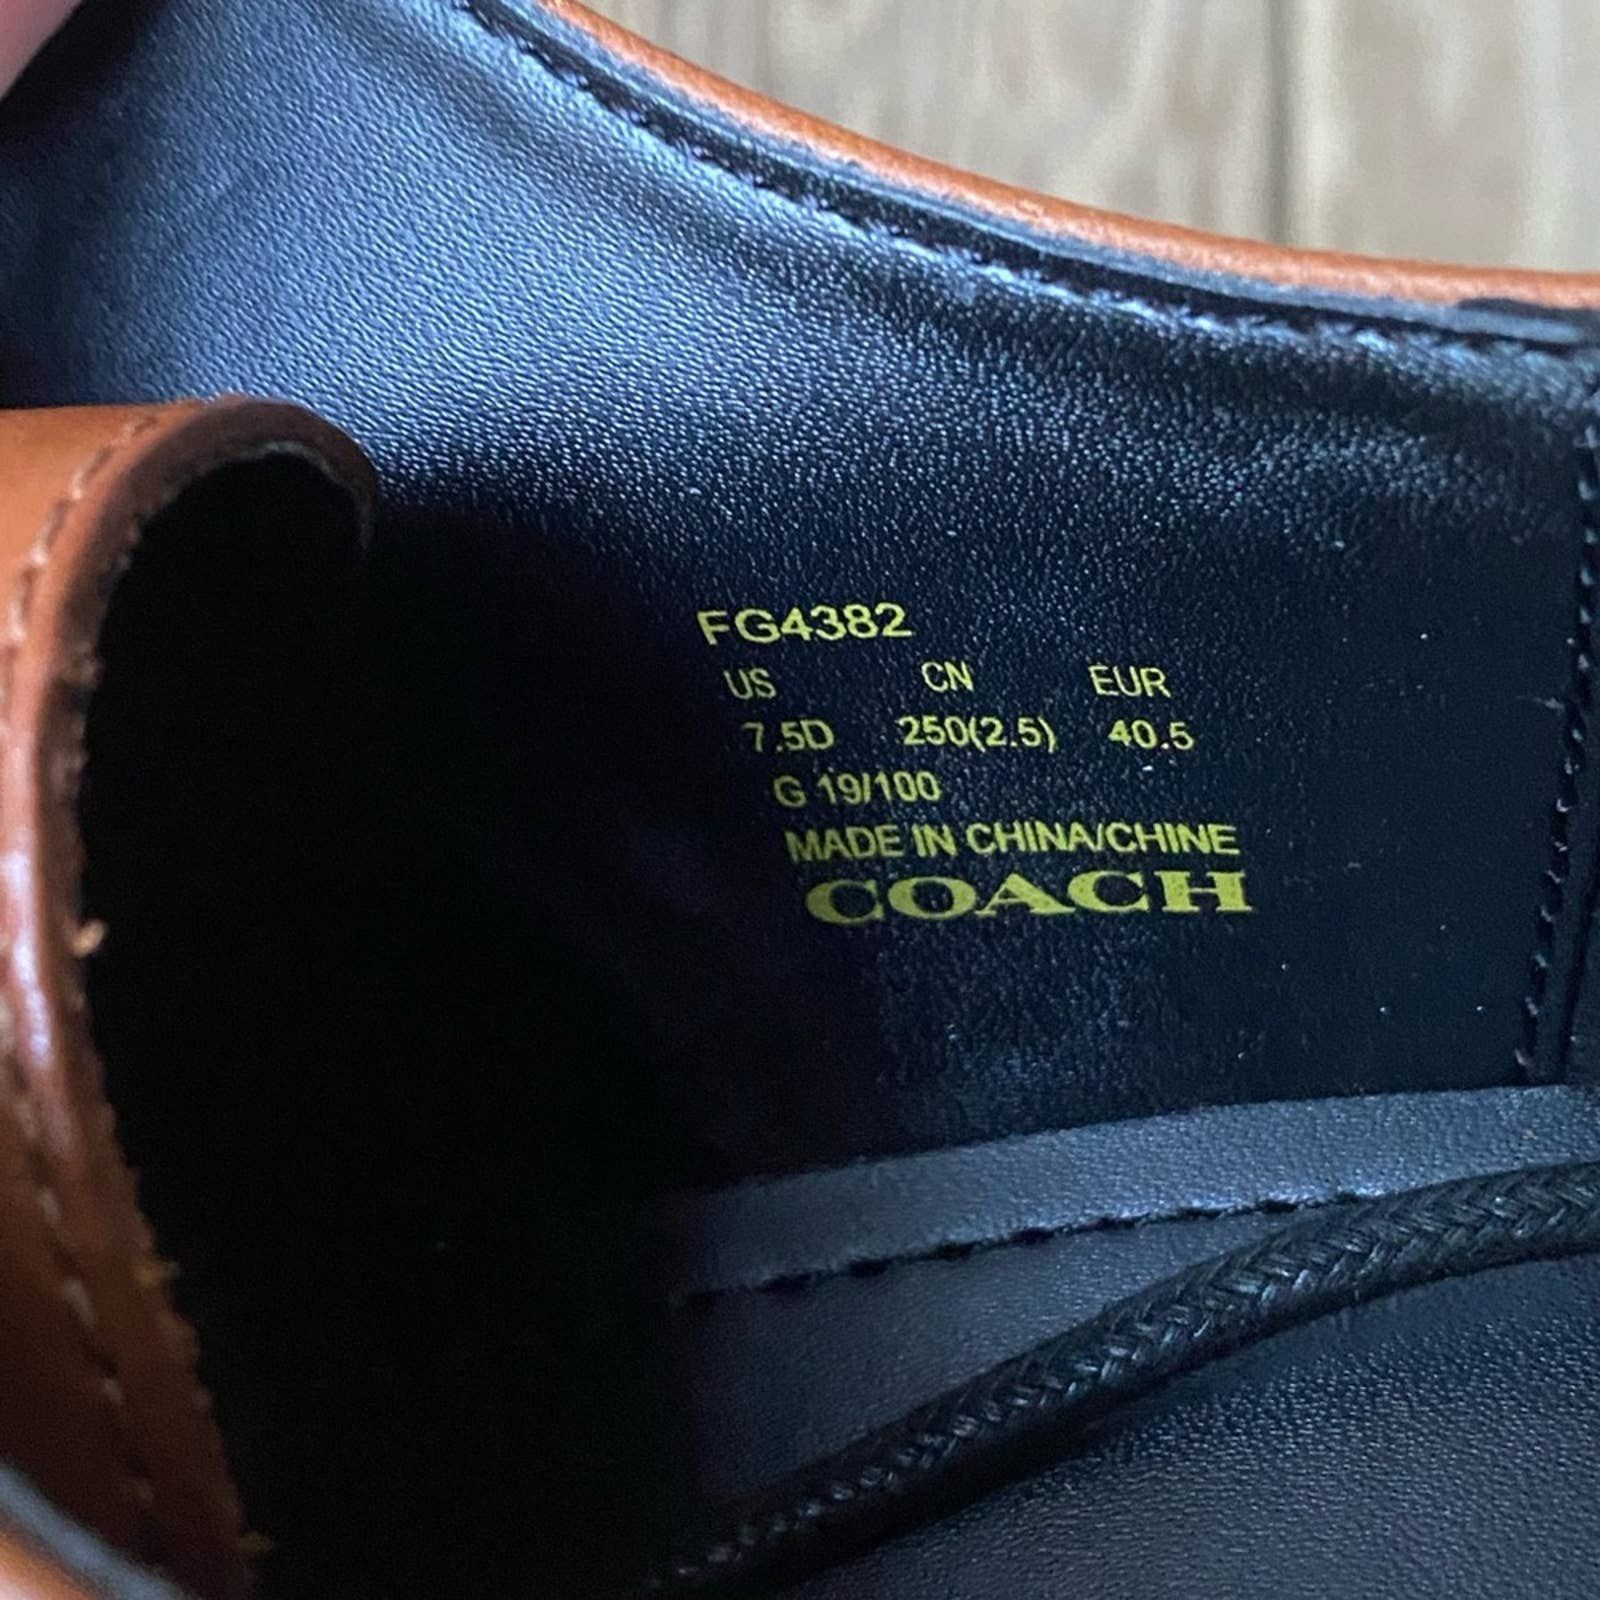 FG4382
US CN EUR
7.5D 250(2.5) 40.5
G 19/100
MADE IN CHINA/CHINE
COACH